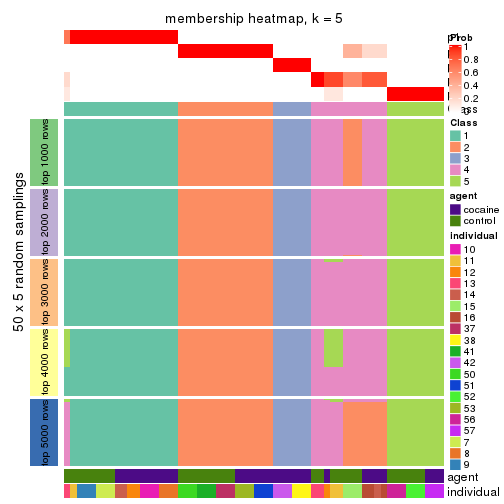 membership heatmap, k = 5
Prob
1
0.8
0.6
0.4
0.2
0
Class
1
2
3
4
5
agent
cocaine
control
individual
10
11
12
13
14
15
16
37
38
41
42
50
51
52
53
56
57
7
8
9
50 x 5 random samplings
top 1000 rows
top 2000 rows
top 3000 rows
top 4000 rows
top 5000 rows
agent
individual